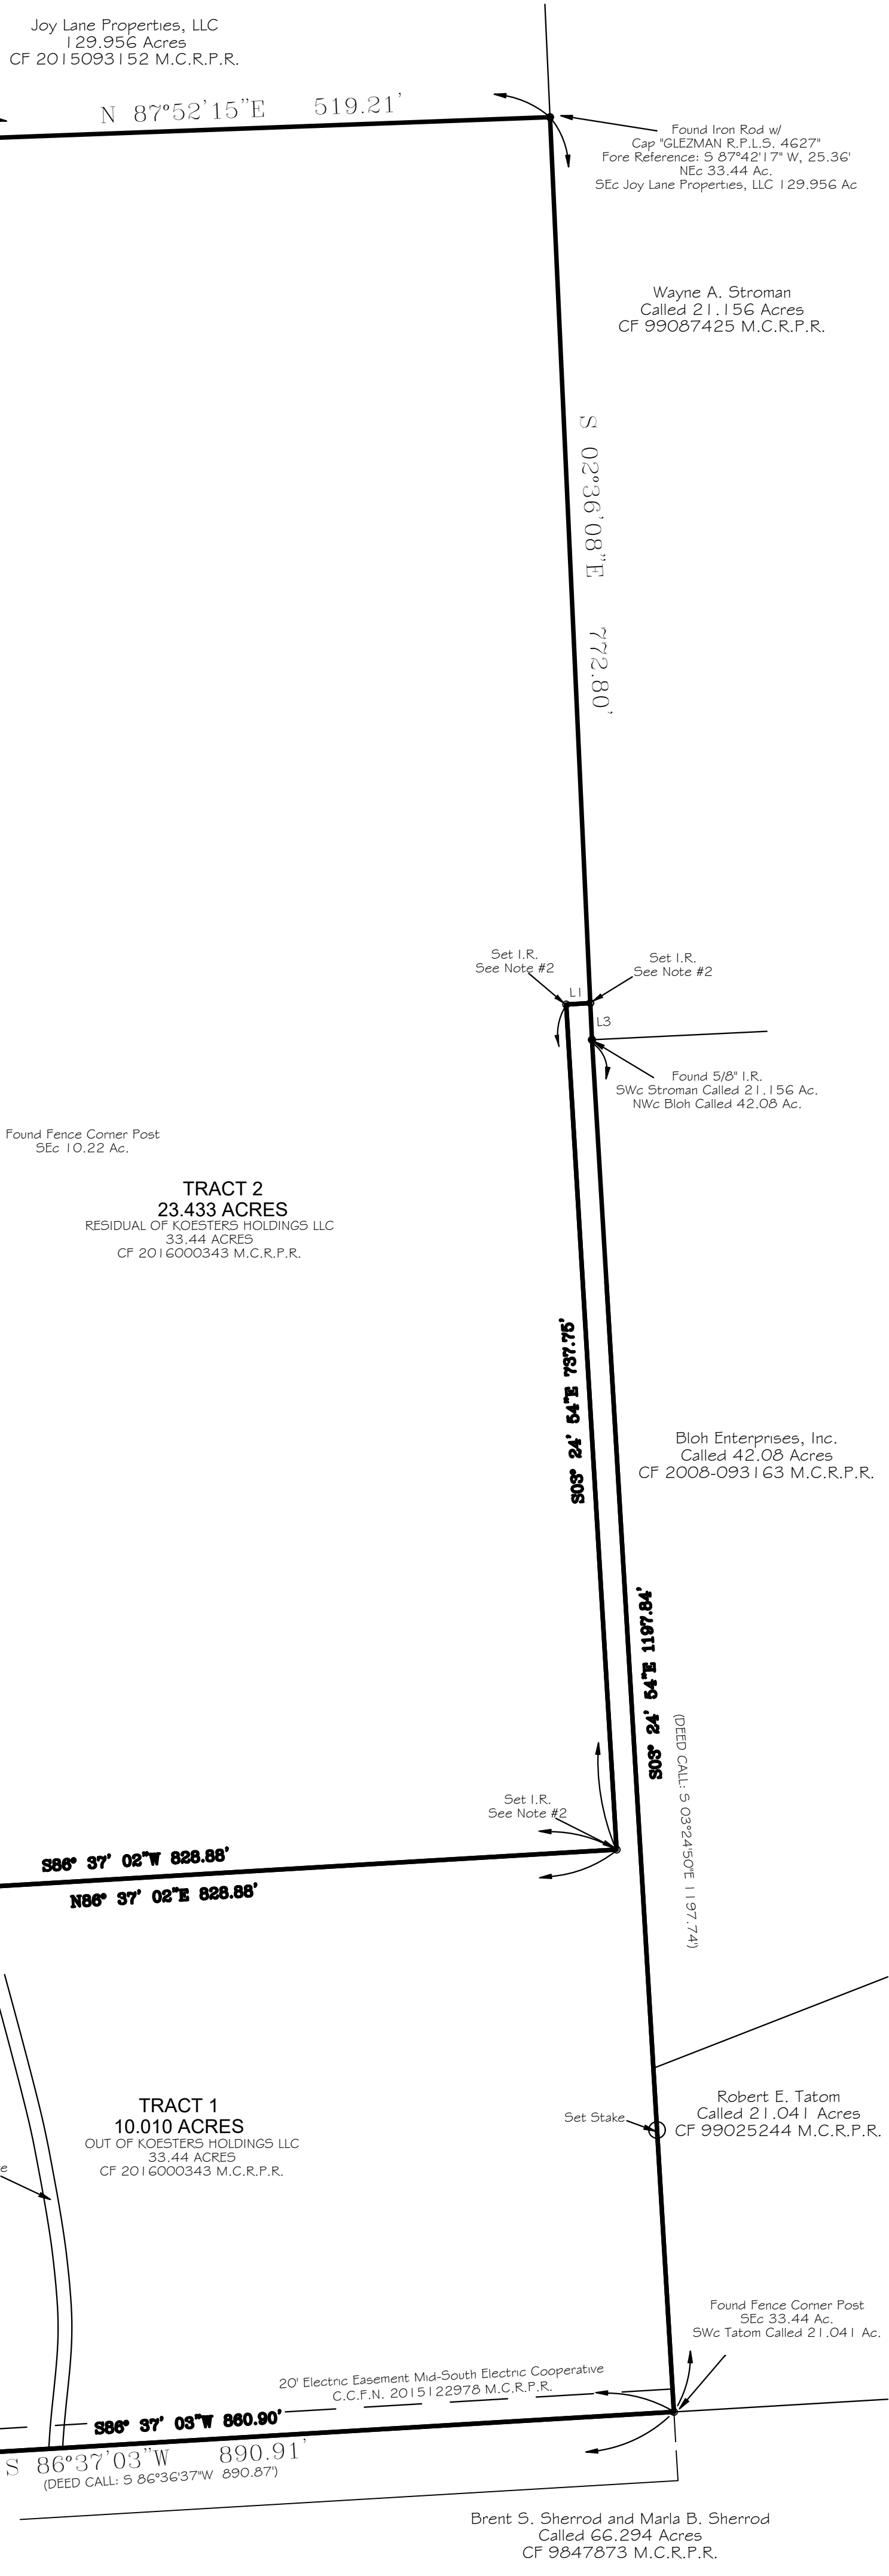 Joy Lane Properties, LLC
129.956 Acres
CF 2015093152 M.C.R.P.R.
N 87°52'15"E 519.21'
Found Iron Rod w/
Cap "GLEZMAN R.P.L.S. 4627"
Fore Reference: S 87°42'17" W, 25.36'
NEc 33.44 Ac.
SEc Joy Lane Properties, LLC 129.956 Ac
Wayne A. Stroman
Called 21.156 Acres
CF 99087425 M.C.R.P.R.
S 02°36'08"E 772.80'
Set I.R.
See Note #2
Set I.R.
See Note #2
L1
L3
Found 5/8" I.R.
SWc Stroman Called 21.156 Ac.
NWc Bloh Called 42.08 Ac.
Found Fence Corner Post
SEc 10.22 Ac.
TRACT 2
23.433 ACRES
RESIDUAL OF KOESTERS HOLDINGS LLC
33.44 ACRES
CF 2016000343 M.C.R.P.R.
S03° 24' 54"E 737.75'
Bloh Enterprises, Inc.
Called 42.08 Acres
CF 2008-093163 M.C.R.P.R.
S03° 24' 54"E 1197.84'
(DEED CALL: S 03°24'50"E 1197.74')
Set I.R.
See Note #2
S86° 37' 02"W 828.88'
N86° 37' 02"E 828.88'
TRACT 1
10.010 ACRES
OUT OF KOESTERS HOLDINGS LLC
33.44 ACRES
CF 2016000343 M.C.R.P.R.
Set Stake
Robert E. Tatom
Called 21.041 Acres
CF 99025244 M.C.R.P.R.
Found Fence Corner Post
SEc 33.44 Ac.
SWc Tatom Called 21.041 Ac.
20' Electric Easement Mid-South Electric Cooperative
C.C.F.N. 2015122978 M.C.R.P.R.
S86° 37' 03"W 860.90'
S 86°37'03"W 890.91'
(DEED CALL: S 86°36'37"W 890.87')
Brent S. Sherrod and Marla B. Sherrod
Called 66.294 Acres
CF 9847873 M.C.R.P.R.